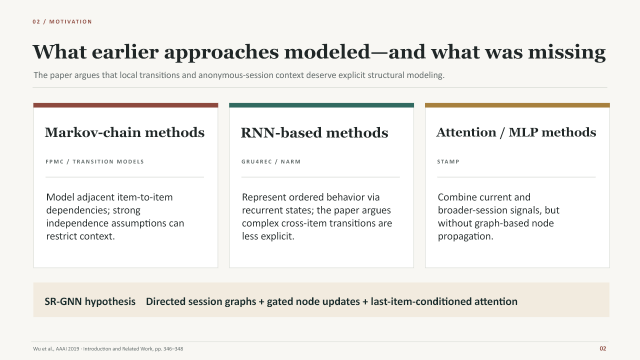 02 / MOTIVATION
What earlier approaches modeled—and what was missing
The paper argues that local transitions and anonymous-session context deserve explicit structural modeling.
Markov-chain methods
FPMC / TRANSITION MODELS
Model adjacent item-to-item
dependencies; strong
independence assumptions can
restrict context.
RNN-based methods
GRU4REC / NARM
Represent ordered behavior via
recurrent states; the paper argues
complex cross-item transitions are
less explicit.
Attention / MLP methods
STAMP
Combine current and
broader-session signals, but
without graph-based node
propagation.
SR-GNN hypothesis Directed session graphs + gated node updates + last-item-conditioned attention
Wu et al., AAAI 2019 · Introduction and Related Work, pp. 346–348
02